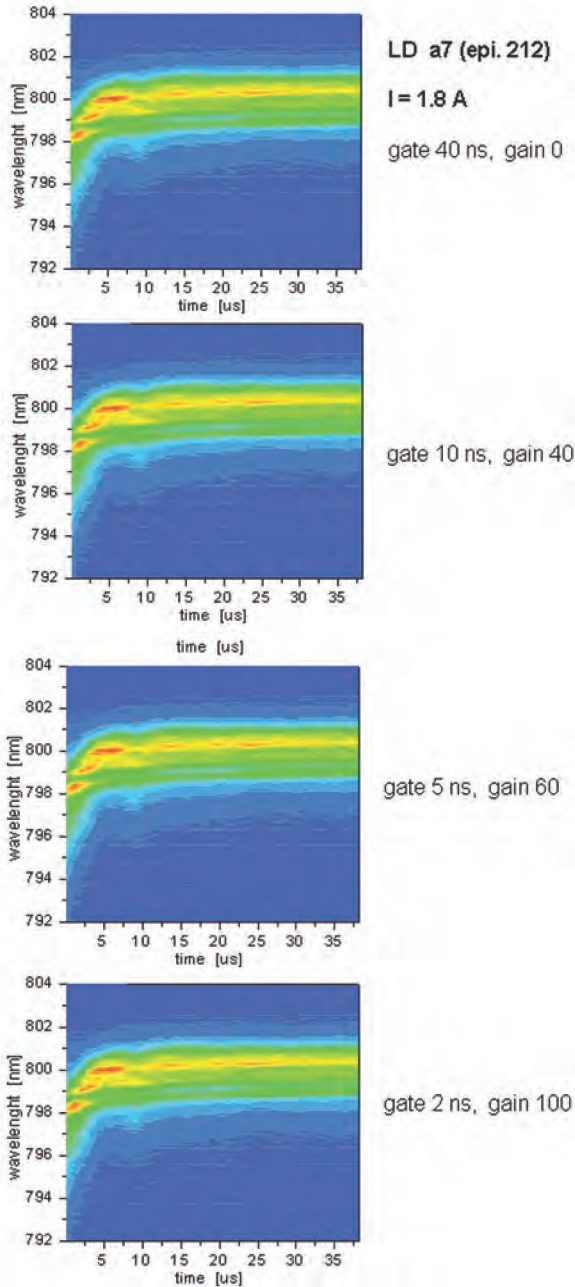 LD a7 (epi. 212)
I = 1.8 A
gate 40 ns, gain 0
wavelenght [nm]
804
802
800
798
796
794
792
5 10 15 20 25 30 35
time [us]
gate 10 ns, gain 40
wavelenght [nm]
804
802
800
798
796
794
792
5 10 15 20 25 30 35
time [us]
time [us]
gate 5 ns, gain 60
wavelenght [nm]
804
802
800
798
796
794
792
5 10 15 20 25 30 35
time [us]
gate 2 ns, gain 100
wavelenght [nm]
804
802
800
798
796
794
792
5 10 15 20 25 30 35
time [us]